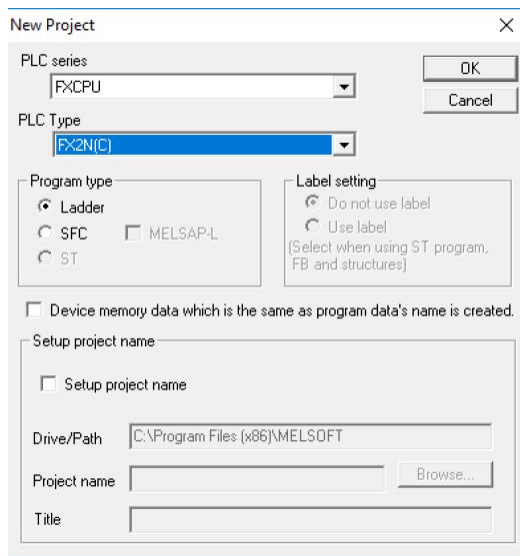 New Project
PLC series
FXCPU
OK
Cancel
PLC Type
FX2N(C)
Program type
Ladder
SFC
MELSAP-L
ST
Label setting
Do not use label
Use label
(Select when using ST program,
FB and structures)
Device memory data which is the same as program data's name is created.
Setup project name
Setup project name
Drive/Path
C:\Program Files (x86)\MELSOFT
Project name
Browse...
Title